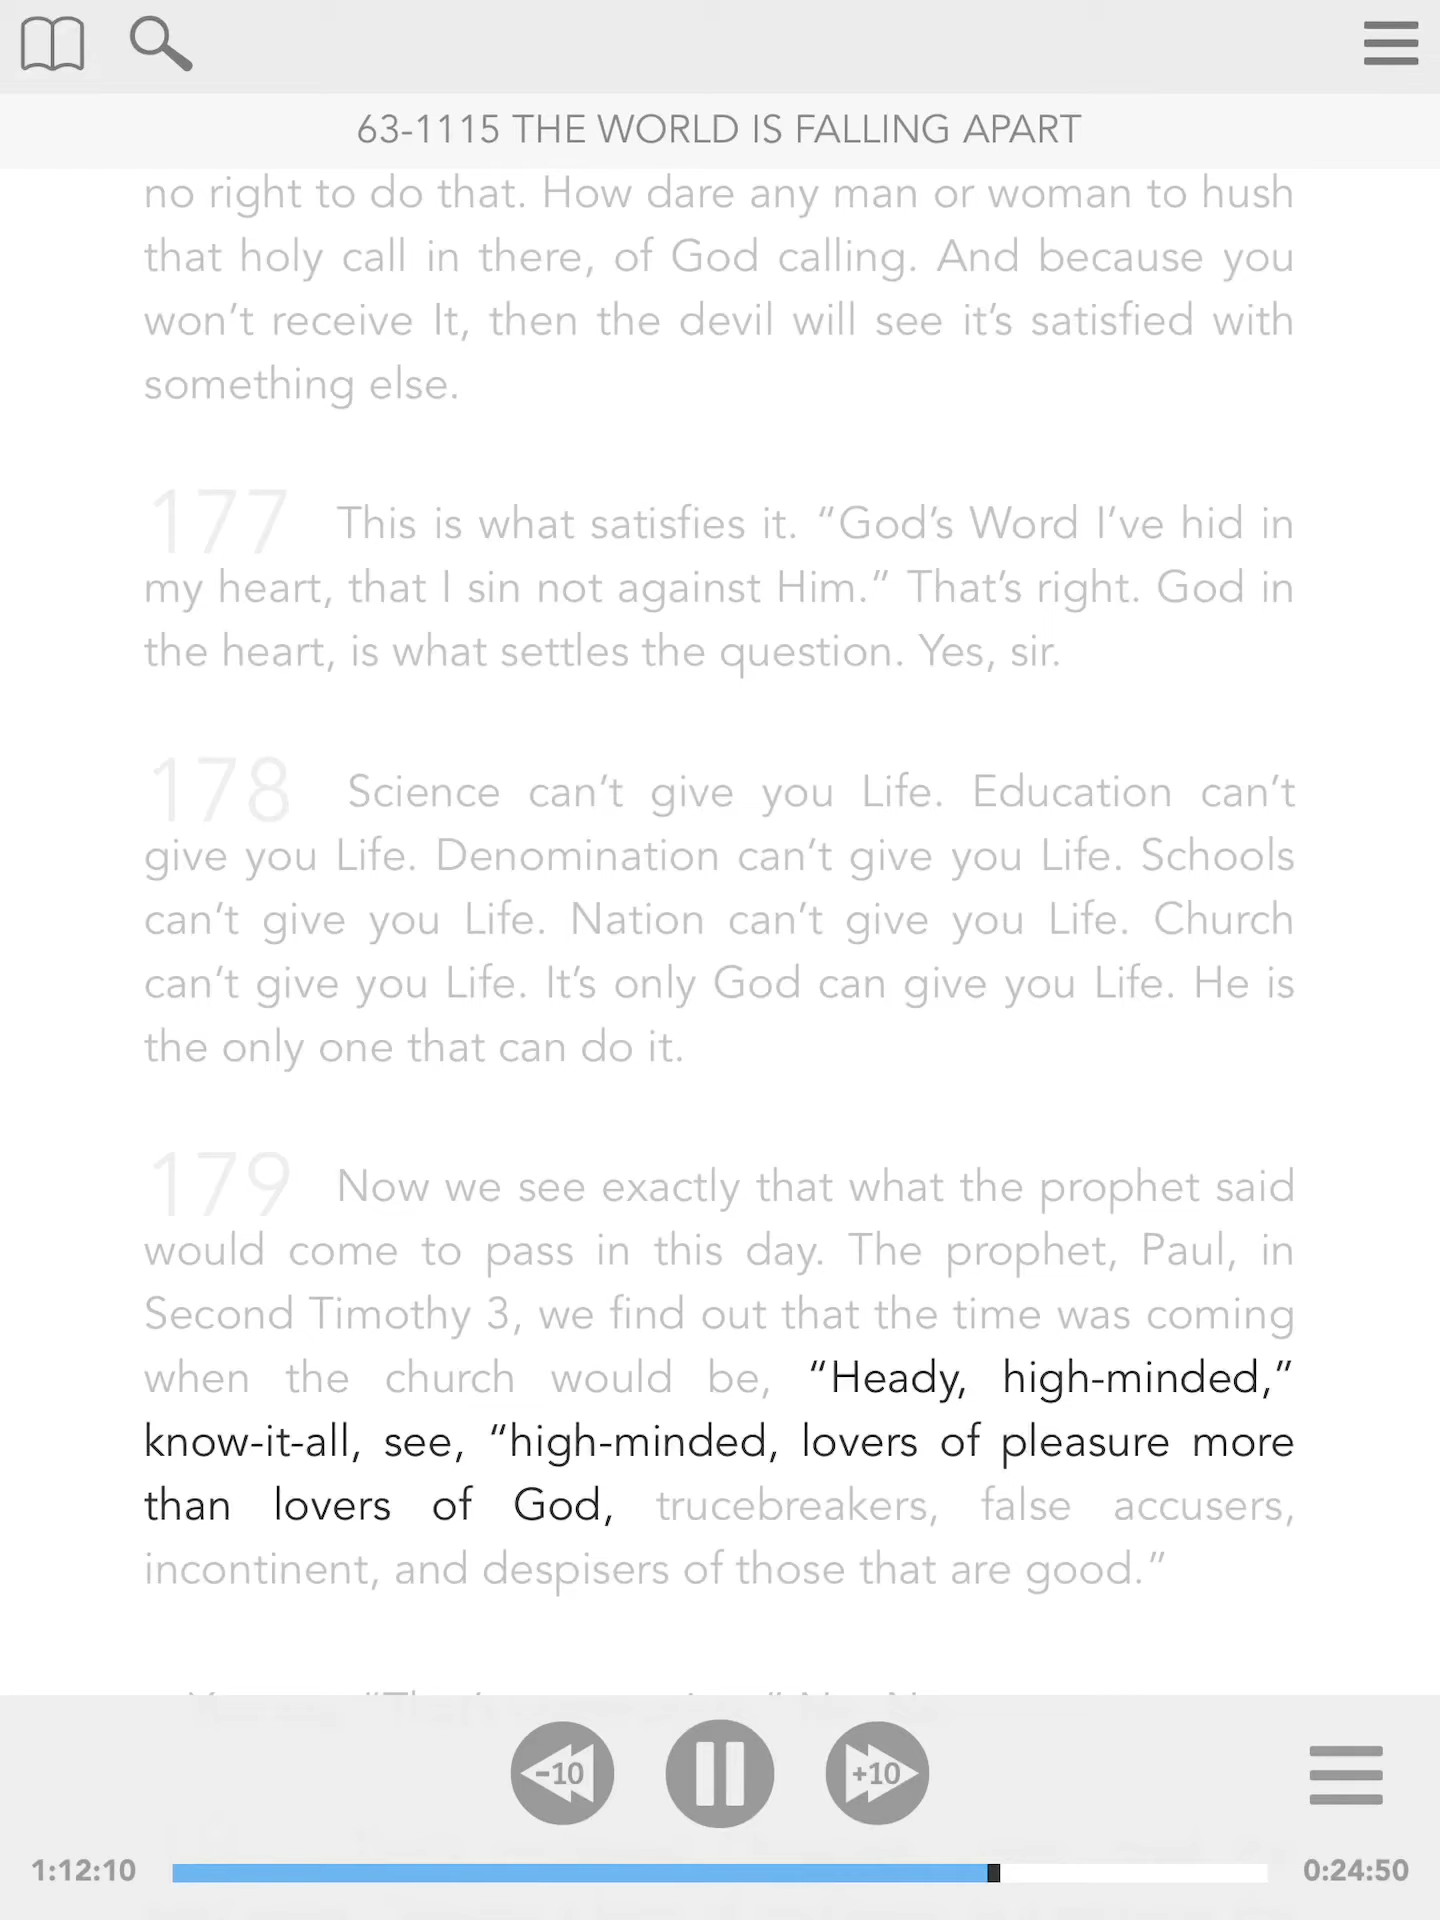 63-1115 THE WORLD IS FALLING APART
no right to do that. How dare any man or woman to hush
that holy call in there, of God calling. And because you
won’t receive It, then the devil will see it’s satisfied with
something else.
177 This is what satisfies it. “God’s Word I’ve hid in
my heart, that I sin not against Him.” That’s right. God in
the heart, is what settles the question. Yes, sir.
178 Science can’t give you Life. Education can’t
give you Life. Denomination can’t give you Life. Schools
can’t give you Life. Nation can’t give you Life. Church
can’t give you Life. It’s only God can give you Life. He is
the only one that can do it.
179 Now we see exactly that what the prophet said
would come to pass in this day. The prophet, Paul, in
Second Timothy 3, we find out that the time was coming
when the church would be, “Heady, high-minded,”
know-it-all, see, “high-minded, lovers of pleasure more
than lovers of God, trucebreakers, false accusers,
incontinent, and despisers of those that are good.”
-10 +10
1:12:10 0:24:50